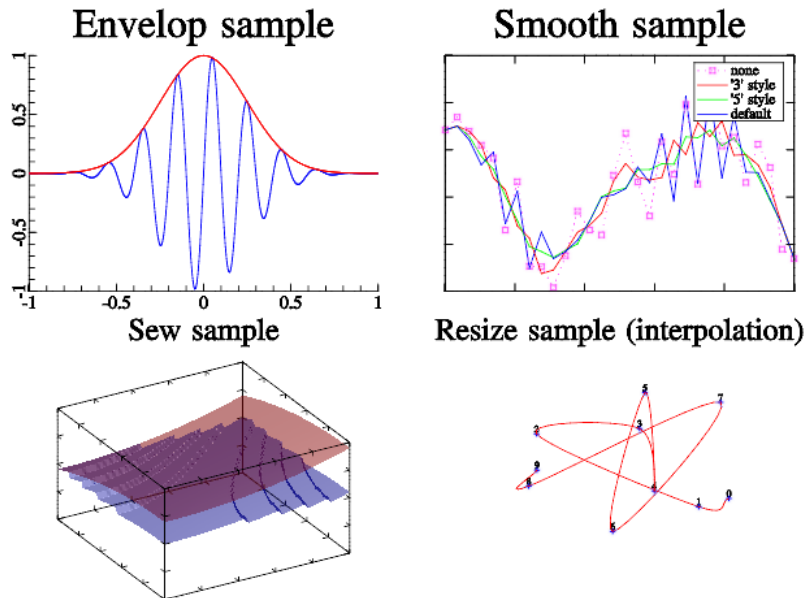 Envelop sample
Smooth sample
1
0.5
0
-0.5
-1
-1
-0.5
0
0.5
1
none
'3' style
'5' style
default
Sew sample
Resize sample (interpolation)
5
7
2
3
9
8
4
1
0
6